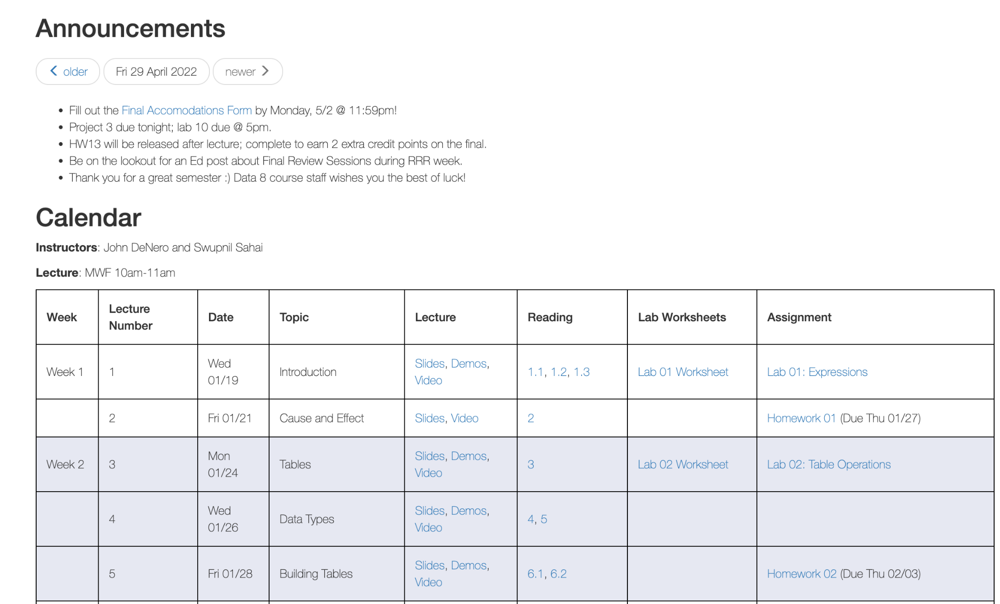 Announcements
older
Fri 29 April 2022
newer
Fill out the Final Accomodations Form by Monday, 5/2 @ 11:59pm!
Project 3 due tonight; lab 10 due @ 5pm.
HW13 will be released after lecture; complete to earn 2 extra credit points on the final.
Be on the lookout for an Ed post about Final Review Sessions during RRR week.
Thank you for a great semester :) Data 8 course staff wishes you the best of luck!
Calendar
Instructors: John DeNero and Swupnil Sahai
Lecture: MWF 10am-11am
Week
Lecture
Number
Date
Topic
Lecture
Reading
Lab Worksheets
Assignment
Week 1
1
Wed
01/19
Introduction
Slides, Demos,
Video
1.1, 1.2, 1.3
Lab 01 Worksheet
Lab 01: Expressions
2
Fri 01/21
Cause and Effect
Slides, Video
2
Homework 01 (Due Thu 01/27)
Week 2
3
Mon
01/24
Tables
Slides, Demos,
Video
3
Lab 02 Worksheet
Lab 02: Table Operations
4
Wed
01/26
Data Types
Slides, Demos,
Video
4, 5
5
Fri 01/28
Building Tables
Slides, Demos,
Video
6.1, 6.2
Homework 02 (Due Thu 02/03)